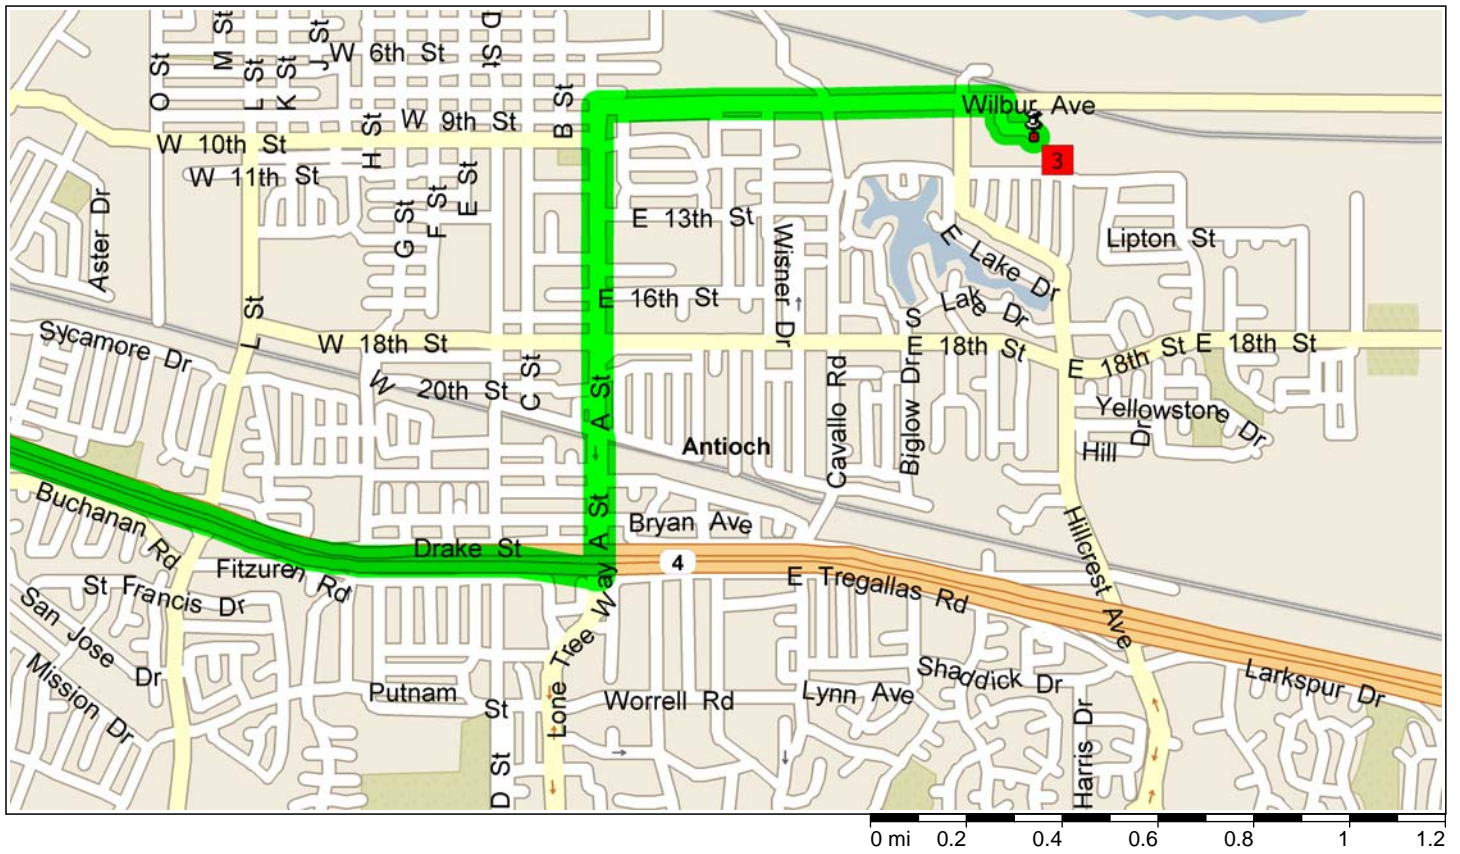 M St
J St
D St
O St
L St
K St
W 6th St
B St
H St
W 9th St
W 10th St
Wilbur Ave
3
W 11th St
E St
F St
G St
Aster Dr
E 13th St
Wisner Dr
E Lake Dr
Lipton St
E 16th St
Lake Dr
L St
Sycamore Dr
W 18th St
S
E 18th St
E 18th St
E 18th St
W 20th St
C St
A St
Cavallo Rd
Biglow Dr
Yellowstone Dr
Hill Dr
Antioch
Buchanan Rd
A St
Bryan Ave
Hillcrest Ave
Drake St
A St
4
Fitzuren Rd
E Tregallas Rd
St Francis Dr
San Jose Dr
Mission Dr
Lone Tree Way
Putnam St
Worrell Rd
Lynn Ave
Shaddick Dr
Larkspur Dr
Harris Dr
D St
0 mi 0.2 0.4 0.6 0.8 1 1.2